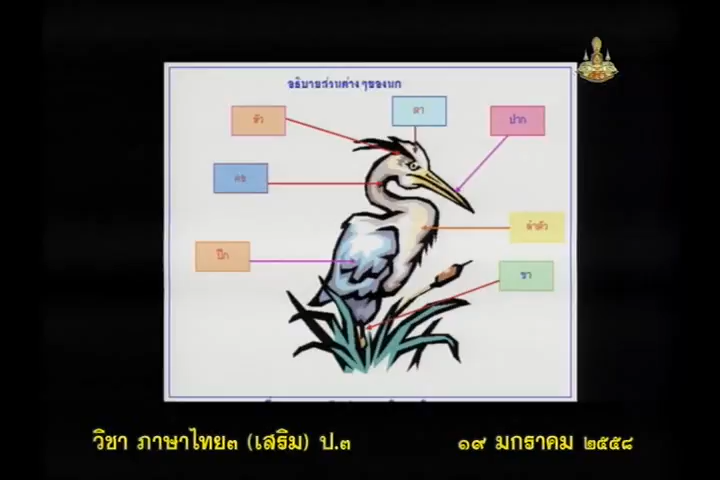 อธิบายส่วนต่างๆของนก
หัว
ตา
ปาก
คอ
ลำตัว
ปีก
ขา
วิชา ภาษาไทย๓ (เสริม) ป.๓
๑๙ มกราคม ๒๕๕๘